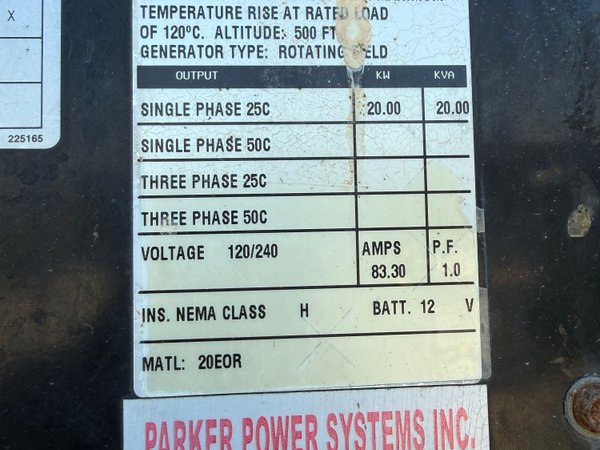 X
225165
TEMPERATURE RISE AT RATED LOAD
OF 120ºC. ALTITUDE: 500 FT
GENERATOR TYPE: ROTATING
OUTPUT KW KVA
SINGLE PHASE 25C 20.00 20.00
SINGLE PHASE 50C
THREE PHASE 25C
THREE PHASE 50C
VOLTAGE 120/240 AMPS P.F.
83.30 1.0
INS. NEMA CLASS H BATT. 12 V
MATL: 20EOR
PARKER POWER SYSTEMS INC.